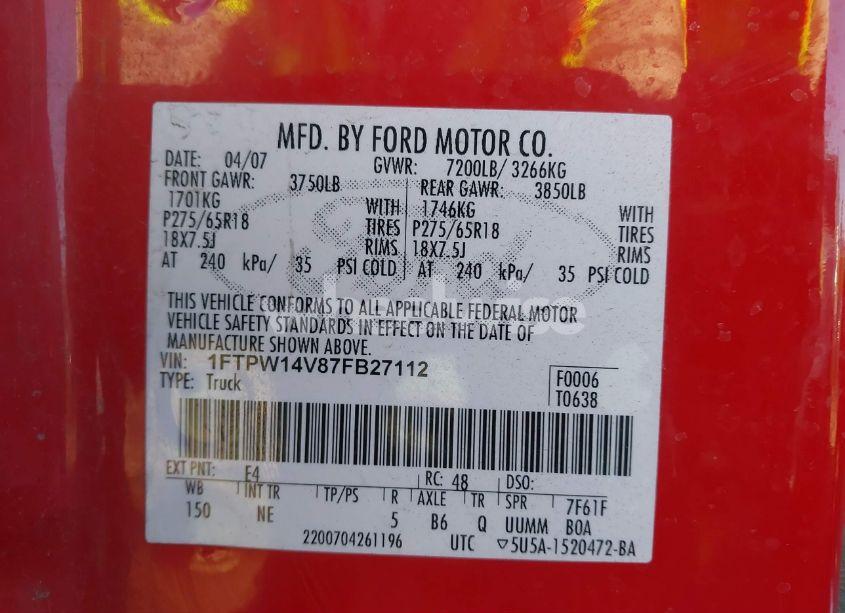 MFD. BY FORD MOTOR CO.
DATE: 04/07 GVWR: 7200LB/ 3266KG
FRONT GAWR: 3750LB REAR GAWR: 3850LB
1701KG WITH 1746KG WITH
P275/65R18 TIRES P275/65R18 TIRES
18X7.5J RIMS 18X7.5J RIMS
AT 240 kPa/ 35 PSI COLD AT 240 kPa/ 35 PSI COLD
THIS VEHICLE CONFORMS TO ALL APPLICABLE FEDERAL MOTOR
VEHICLE SAFETY STANDARDS IN EFFECT ON THE DATE OF
MANUFACTURE SHOWN ABOVE.
VIN: 1FTPW14V87FB27112
TYPE: Truck
F0006
T0638
EXT PNT: E4 RC: 48 DSO:
WB INT TR TP/PS R AXLE TR SPR 7F61F
150 NE 5 B6 Q UUMM BOA
2200704261196 UTC ▽5U5A-1520472-BA